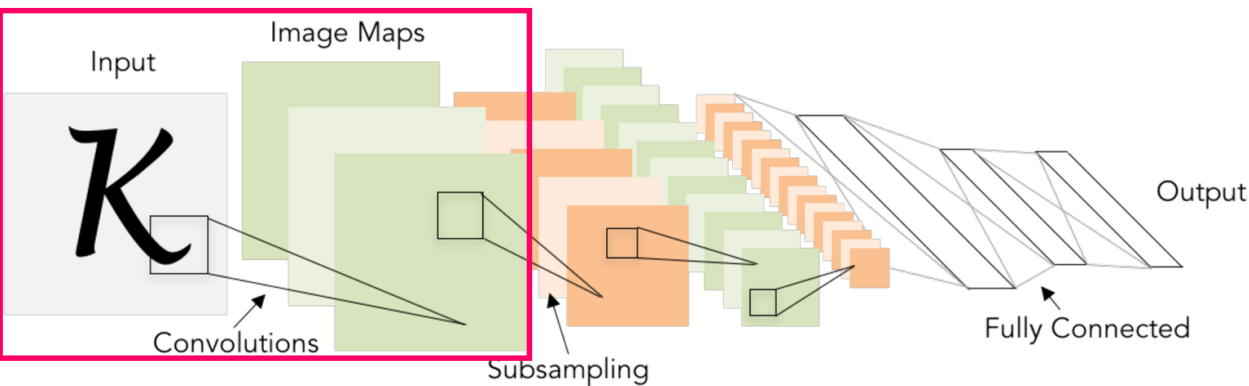 Image Maps
Input
K
Output
Convolutions
Fully Connected
Subsampling